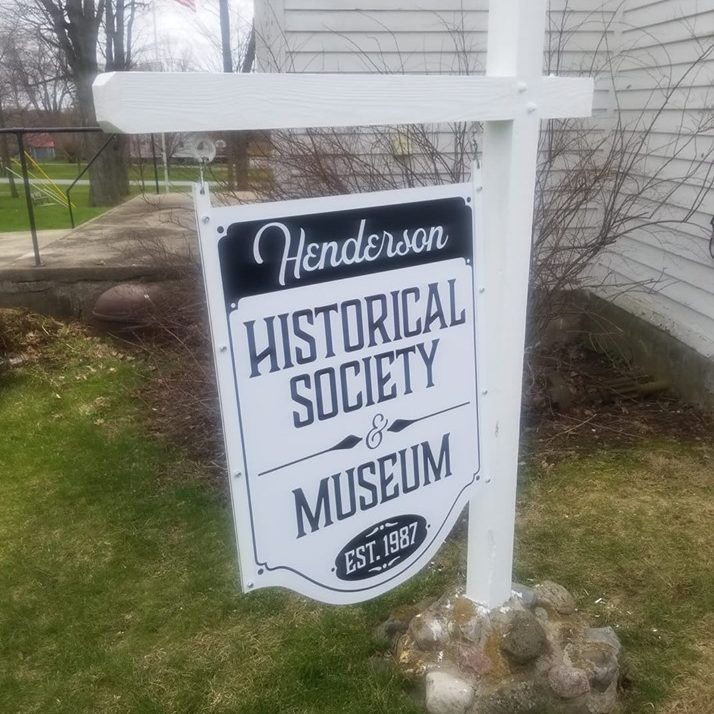 Henderson
HISTORICAL
SOCIETY
&
MUSEUM
EST. 1987